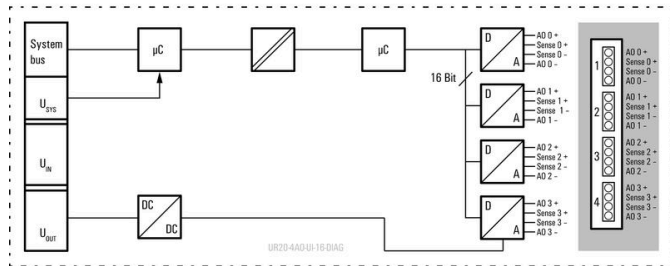 System
bus
µC
µC
U SYS
U IN
U OUT
DC
DC
16 Bit
D
A
AO 0 +
Sense 0 +
Sense 0 –
AO 0 –
D
A
AO 1 +
Sense 1 +
Sense 1 –
AO 1 –
D
A
AO 2 +
Sense 2 +
Sense 2 –
AO 2 –
D
A
AO 3 +
Sense 3 +
Sense 3 –
AO 3 –
1
AO 0 +
Sense 0 +
Sense 0 –
AO 0 –
2
AO 1 +
Sense 1 +
Sense 1 –
AO 1 –
3
AO 2 +
Sense 2 +
Sense 2 –
AO 2 –
4
AO 3 +
Sense 3 +
Sense 3 –
AO 3 –
UR20-4AO-UI-16-DIAG